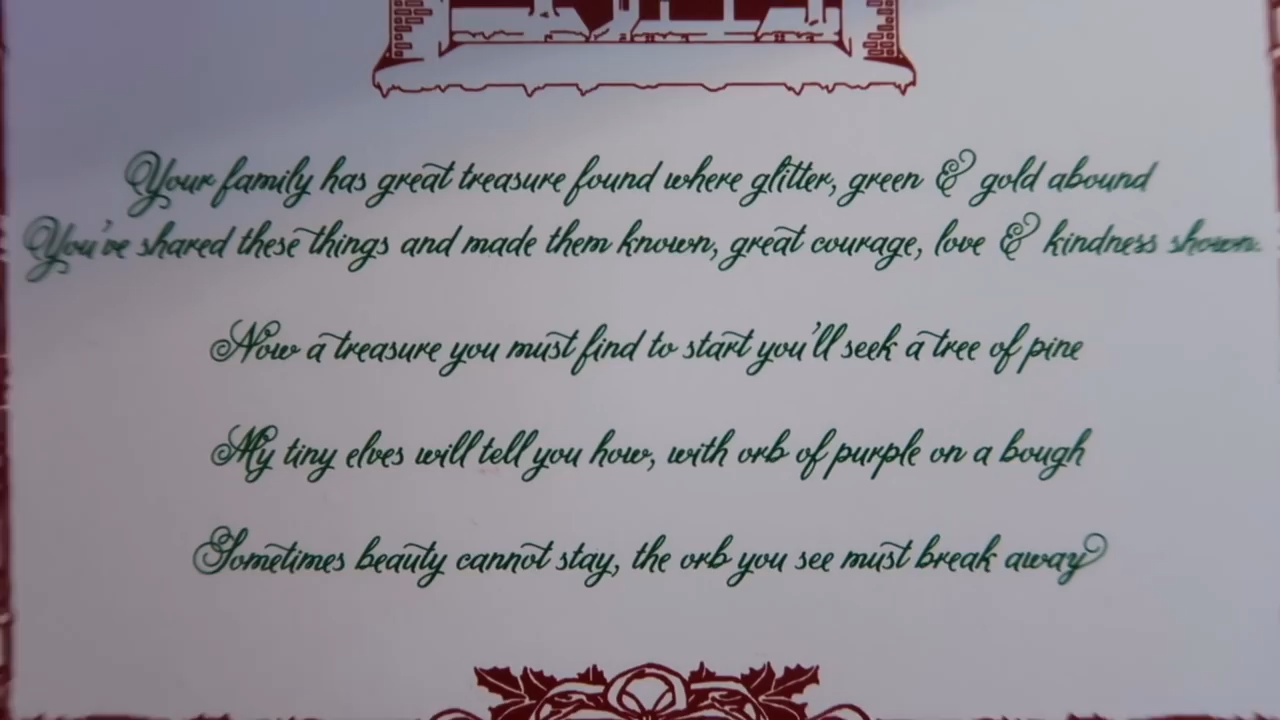 Your family has great treasure found where glitter, green & gold abound
You've shared these things and made them known, great courage, love & kindness shown.
Now a treasure you must find to start you'll seek a tree of pine
My tiny elves will tell you how, with orb of purple on a bough
Sometimes beauty cannot stay, the orb you see must break away